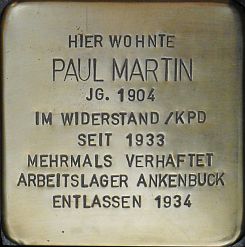 HIER WOHNTE
PAUL MARTIN
JG. 1904
IM WIDERSTAND / KPD
SEIT 1933
MEHRMALS VERHAFTET
ARBEITSLAGER ANKENBUCK
ENTLASSEN 1934